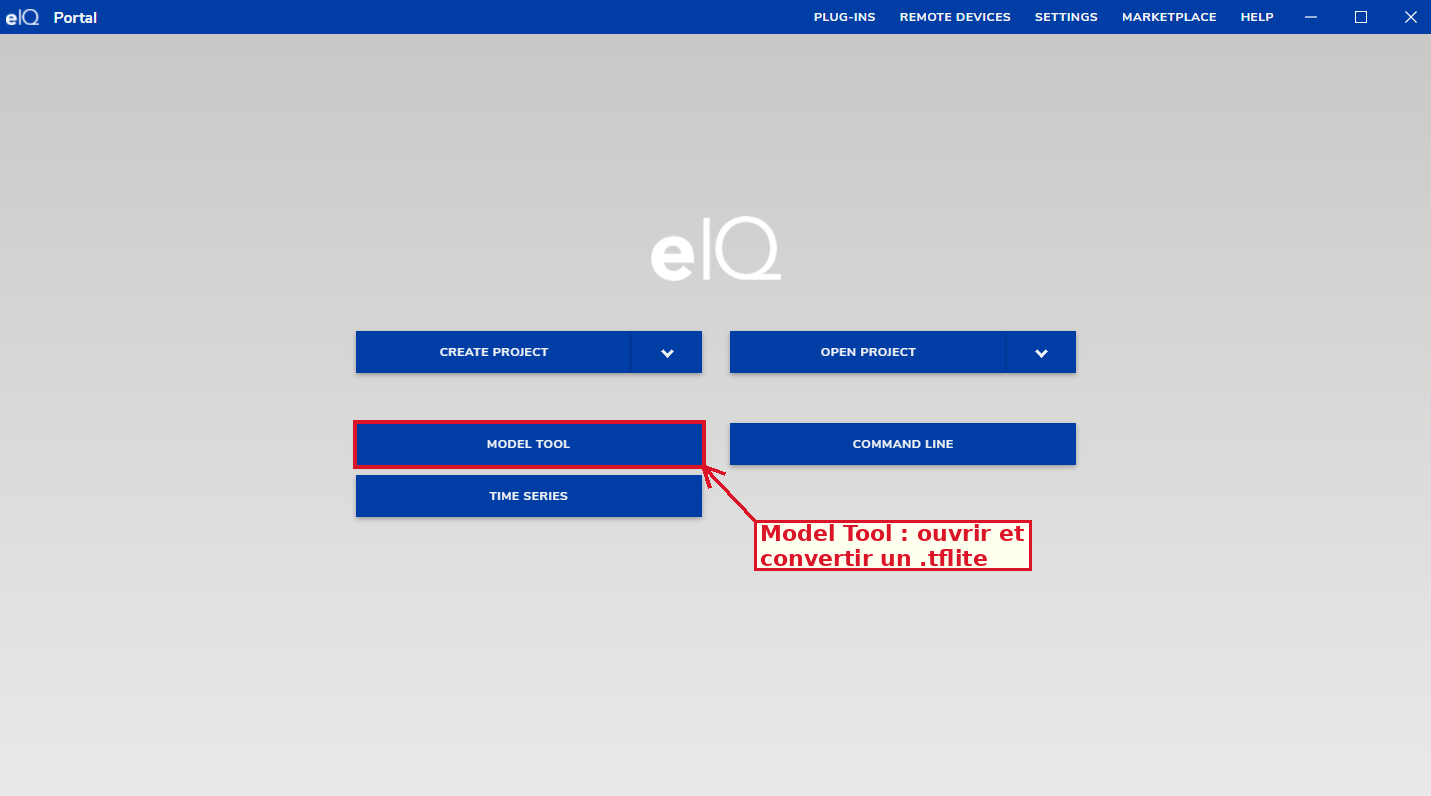 eIQ Portal PLUG-INS REMOTE DEVICES SETTINGS MARKETPLACE HELP
eIQ
CREATE PROJECT OPEN PROJECT
MODEL TOOL COMMAND LINE
TIME SERIES
Model Tool : ouvrir et
convertir un .tflite